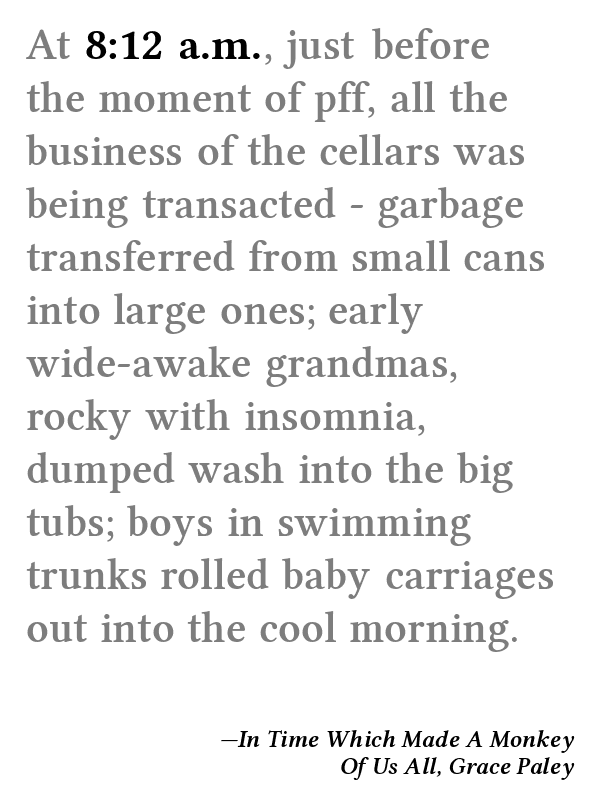 At 8:12 a.m., just before
the moment of pff, all the
business of the cellars was
being transacted - garbage
transferred from small cans
into large ones; early
wide-awake grandmas,
rocky with insomnia,
dumped wash into the big
tubs; boys in swimming
trunks rolled baby carriages
out into the cool morning.
—In Time Which Made A Monkey
Of Us All, Grace Paley